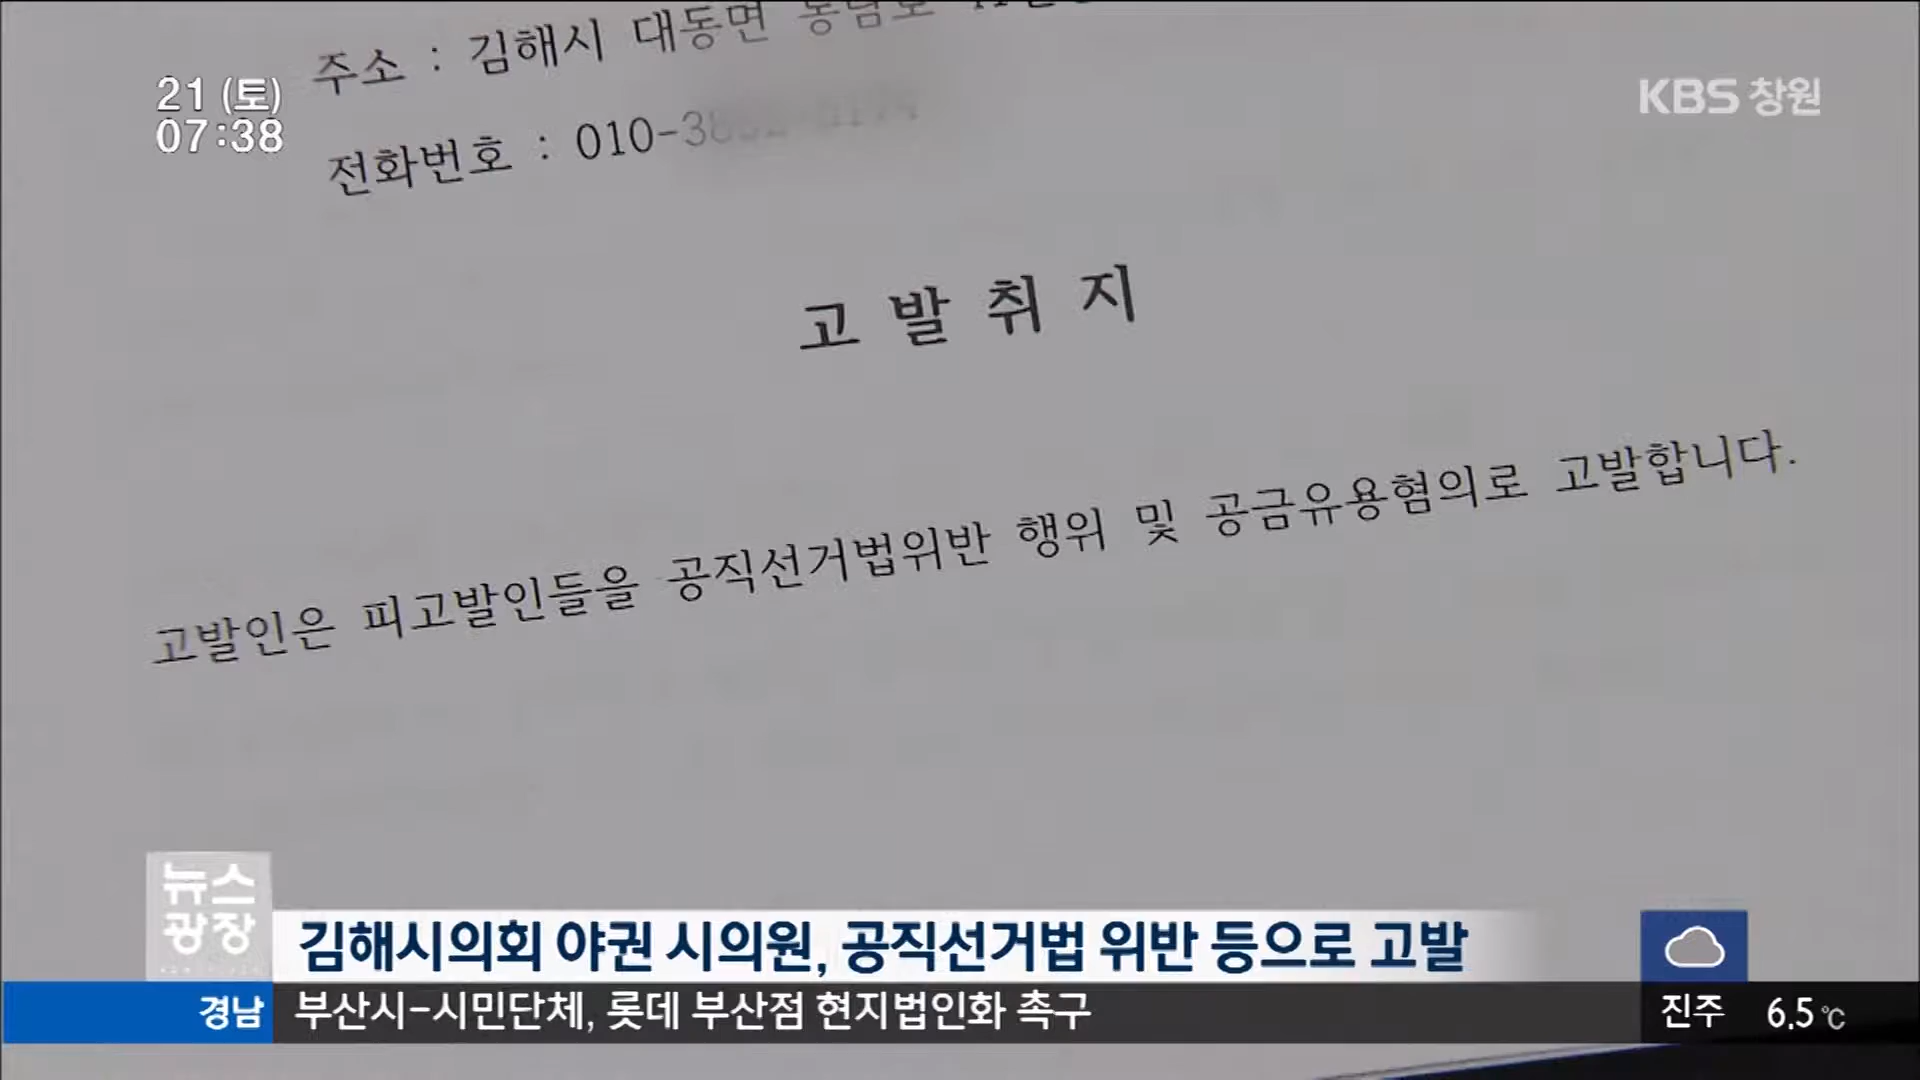 주소 : 김해시 대동면
21 (토)
07:38
KBS 창원
전화번호 : 010-3
고 발 취 지
고발인은 피고발인들을 공직선거법위반 행위 및 공금유용혐의로 고발합니다.
뉴스
광장
김해시의회 야권 시의원, 공직선거법 위반 등으로 고발
경남 부산시-시민단체, 롯데 부산점 현지법인화 촉구
진주 6.5℃